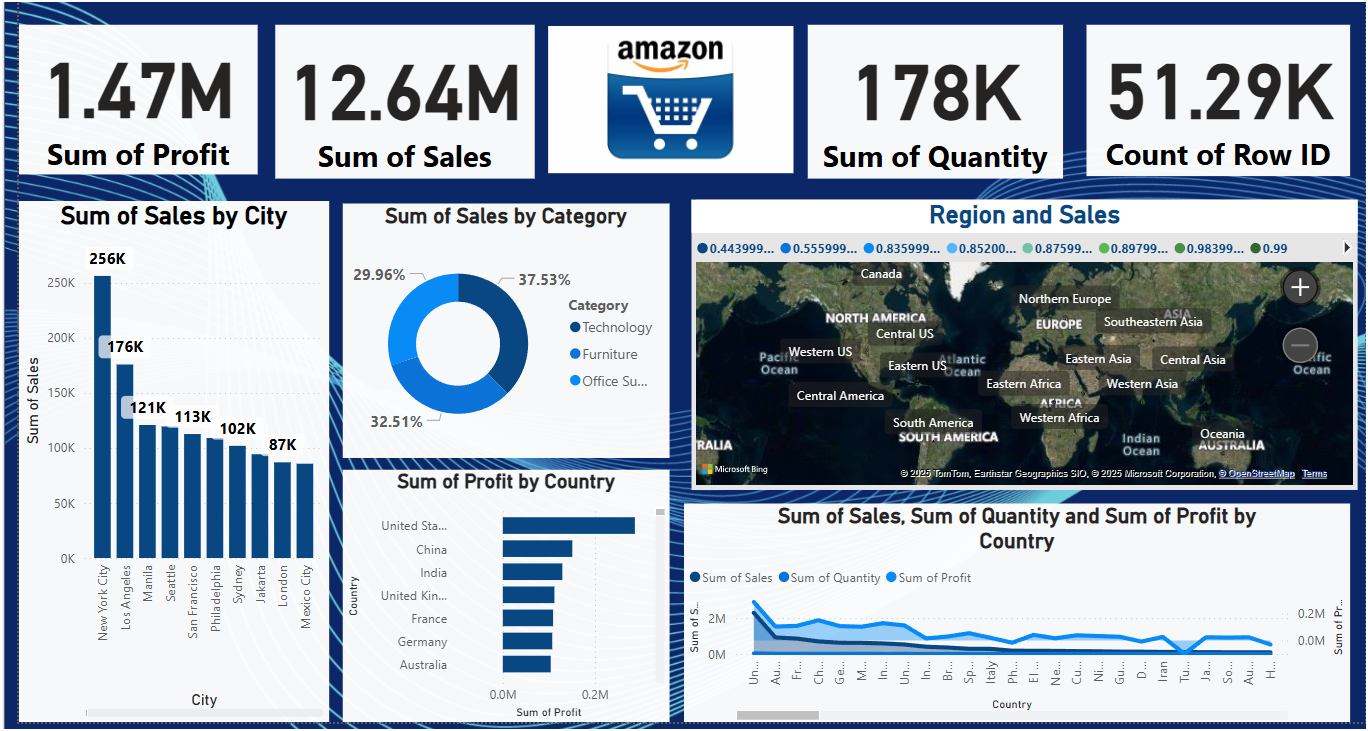 1.47M
Sum of Profit
12.64M
Sum of Sales
amazon
178K
Sum of Quantity
51.29K
Count of Row ID
Sum of Sales by City
Sum of Sales
250K
200K
150K
100K
50K
0K
256K
176K
121K
113K
102K
87K
New York City
Los Angeles
Manila
Seattle
San Francisco
Philadelphia
Sydney
Jakarta
London
Mexico City
City
Sum of Sales by Category
29.96%
37.53%
32.51%
Category
Technology
Furniture
Office Su...
Sum of Profit by Country
Country
United Sta...
China
India
United Kin...
France
Germany
Australia
0.0M
0.2M
Sum of Profit
Region and Sales
0.443999...
0.555999...
0.835999...
0.85200...
0.87599...
0.89799...
0.98399...
0.99
Canada
Northern Europe
NORTH AMERICA
ASIA
EUROPE
Southeastern Asia
Central US
Western US
Pacific
Ocean
Eastern US
Atlantic
Ocean
Eastern Asia
Central Asia
fic
Ocean
Eastern Africa
Western Asia
Central America
AFRICA
Western Africa
South America
SOUTH AMERICA
Indian
Ocean
Oceania
AUSTRALIA
RALIA
Microsoft Bing
© 2025 TomTom, Earthstar Geographics SIO, © 2025 Microsoft Corporation, © OpenStreetMap Terms
Sum of Sales, Sum of Quantity and Sum of Profit by
Country
Sum of Sales
Sum of Quantity
Sum of Profit
Sum of S...
2M
0M
0.2M
0.0M
Sum of Pr...
Un...
Au...
Fr...
Ch...
Ge...
M...
In...
Un...
In...
Br...
Sp...
Italy
Ph...
El ...
Ne...
Cu...
Ni...
Gu...
D...
Iran
Tu...
Ja...
So...
Au...
H...
Country